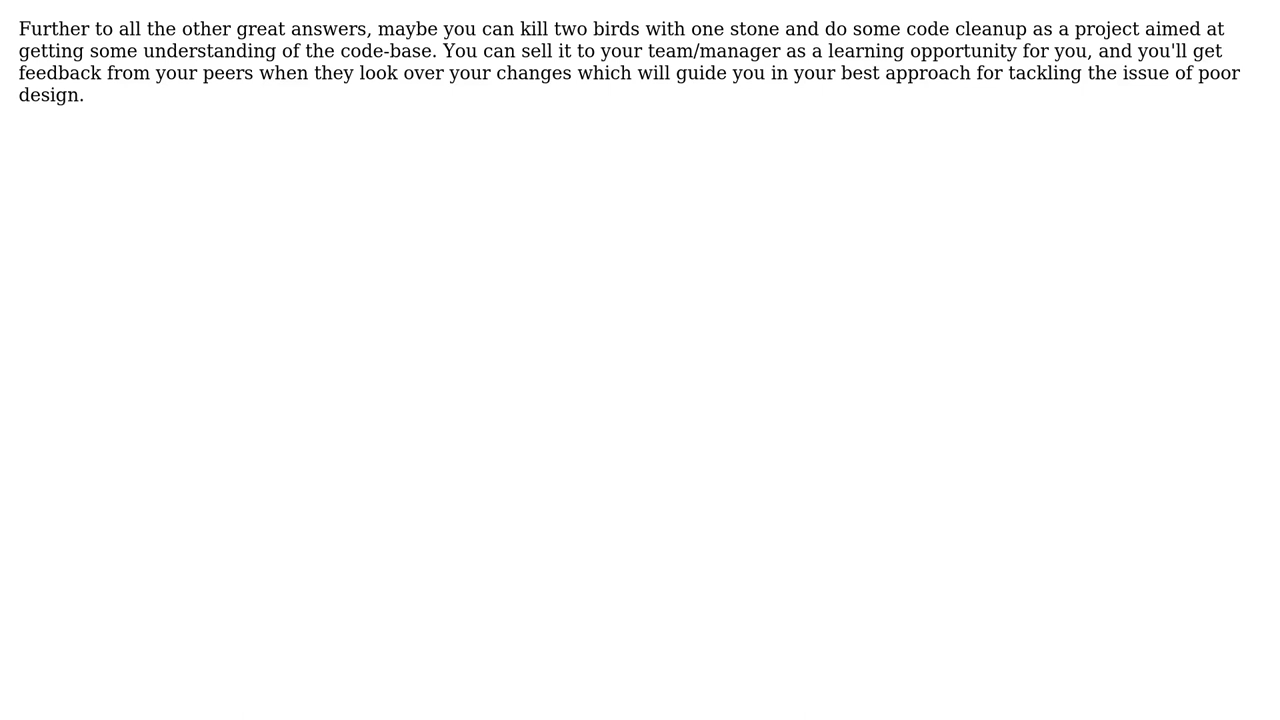 Further to all the other great answers, maybe you can kill two birds with one stone and do some code cleanup as a project aimed at
getting some understanding of the code-base. You can sell it to your team/manager as a learning opportunity for you, and you'll get
feedback from your peers when they look over your changes which will guide you in your best approach for tackling the issue of poor
design.